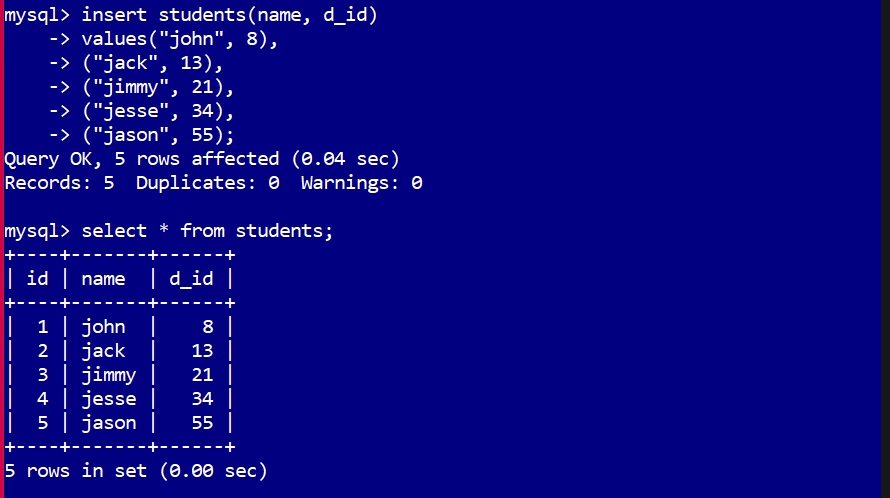 mysql> insert students(name, d_id)
    -> values("john", 8),
    -> ("jack", 13),
    -> ("jimmy", 21),
    -> ("jesse", 34),
    -> ("jason", 55);
Query OK, 5 rows affected (0.04 sec)
Records: 5  Duplicates: 0  Warnings: 0

mysql> select * from students;
+----+-------+------+
| id | name  | d_id |
+----+-------+------+
|  1 | john  |    8 |
|  2 | jack  |   13 |
|  3 | jimmy |   21 |
|  4 | jesse |   34 |
|  5 | jason |   55 |
+----+-------+------+
5 rows in set (0.00 sec)